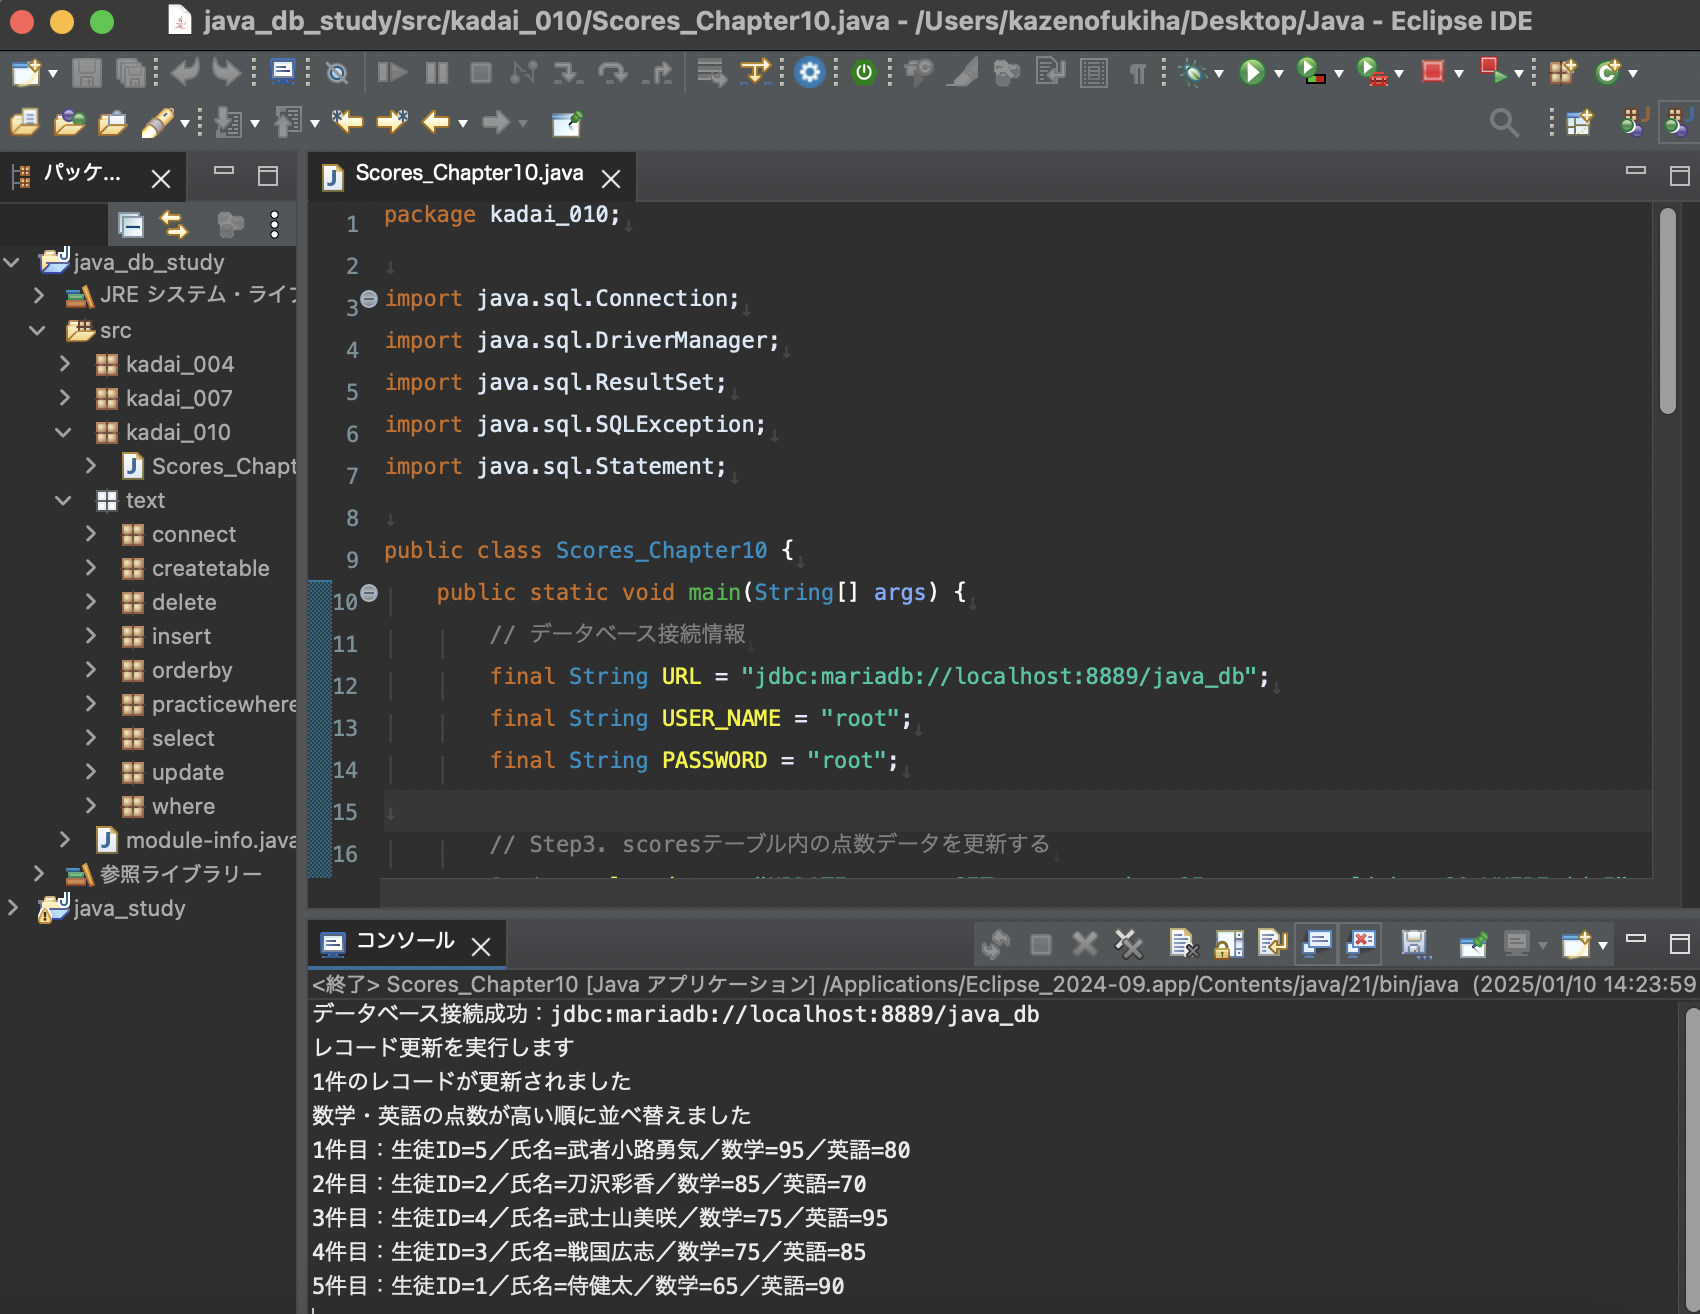 java_db_study/src/kadai_010/Scores_Chapter10.java - /Users/kazenofukiha/Desktop/Java - Eclipse IDE
パッケ...
java_db_study
JRE システム・ライブ
src
kadai_004
kadai_007
kadai_010
Scores_Chapt
text
connect
createtable
delete
insert
orderby
practicewhere
select
update
where
module-info.java
参照ライブラリー
java_study
Scores_Chapter10.java
1 package kadai_010;
2
3 import java.sql.Connection;
4 import java.sql.DriverManager;
5 import java.sql.ResultSet;
6 import java.sql.SQLException;
7 import java.sql.Statement;
8
9 public class Scores_Chapter10 {
10 public static void main(String[] args) {
11 // データベース接続情報
12 final String URL = "jdbc:mariadb://localhost:8889/java_db";
13 final String USER_NAME = "root";
14 final String PASSWORD = "root";
15
16 // Step3. scoresテーブル内の点数データを更新する
コンソール
<終了> Scores_Chapter10 [Java アプリケーション] /Applications/Eclipse_2024-09.app/Contents/java/21/bin/java (2025/01/10 14:23:59
データベース接続成功：jdbc:mariadb://localhost:8889/java_db
レコード更新を実行します
1件のレコードが更新されました
数学・英語の点数が高い順に並べ替えました
1件目：生徒ID=5／氏名=武者小路勇気／数学=95／英語=80
2件目：生徒ID=2／氏名=刀沢彩香／数学=85／英語=70
3件目：生徒ID=4／氏名=武士山美咲／数学=75／英語=95
4件目：生徒ID=3／氏名=戦国広志／数学=75／英語=85
5件目：生徒ID=1／氏名=侍健太／数学=65／英語=90